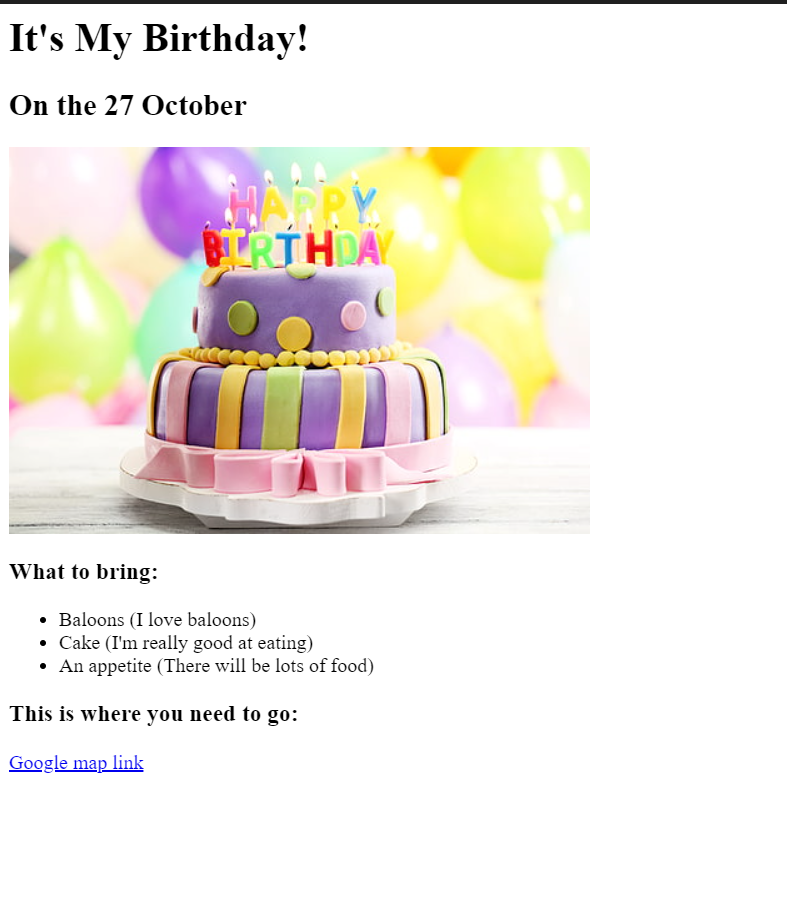 It's My Birthday!
On the 27 October
HAPPY
BIRTHDAY
What to bring:
Baloons (I love baloons)
Cake (I'm really good at eating)
An appetite (There will be lots of food)
This is where you need to go:
Google map link